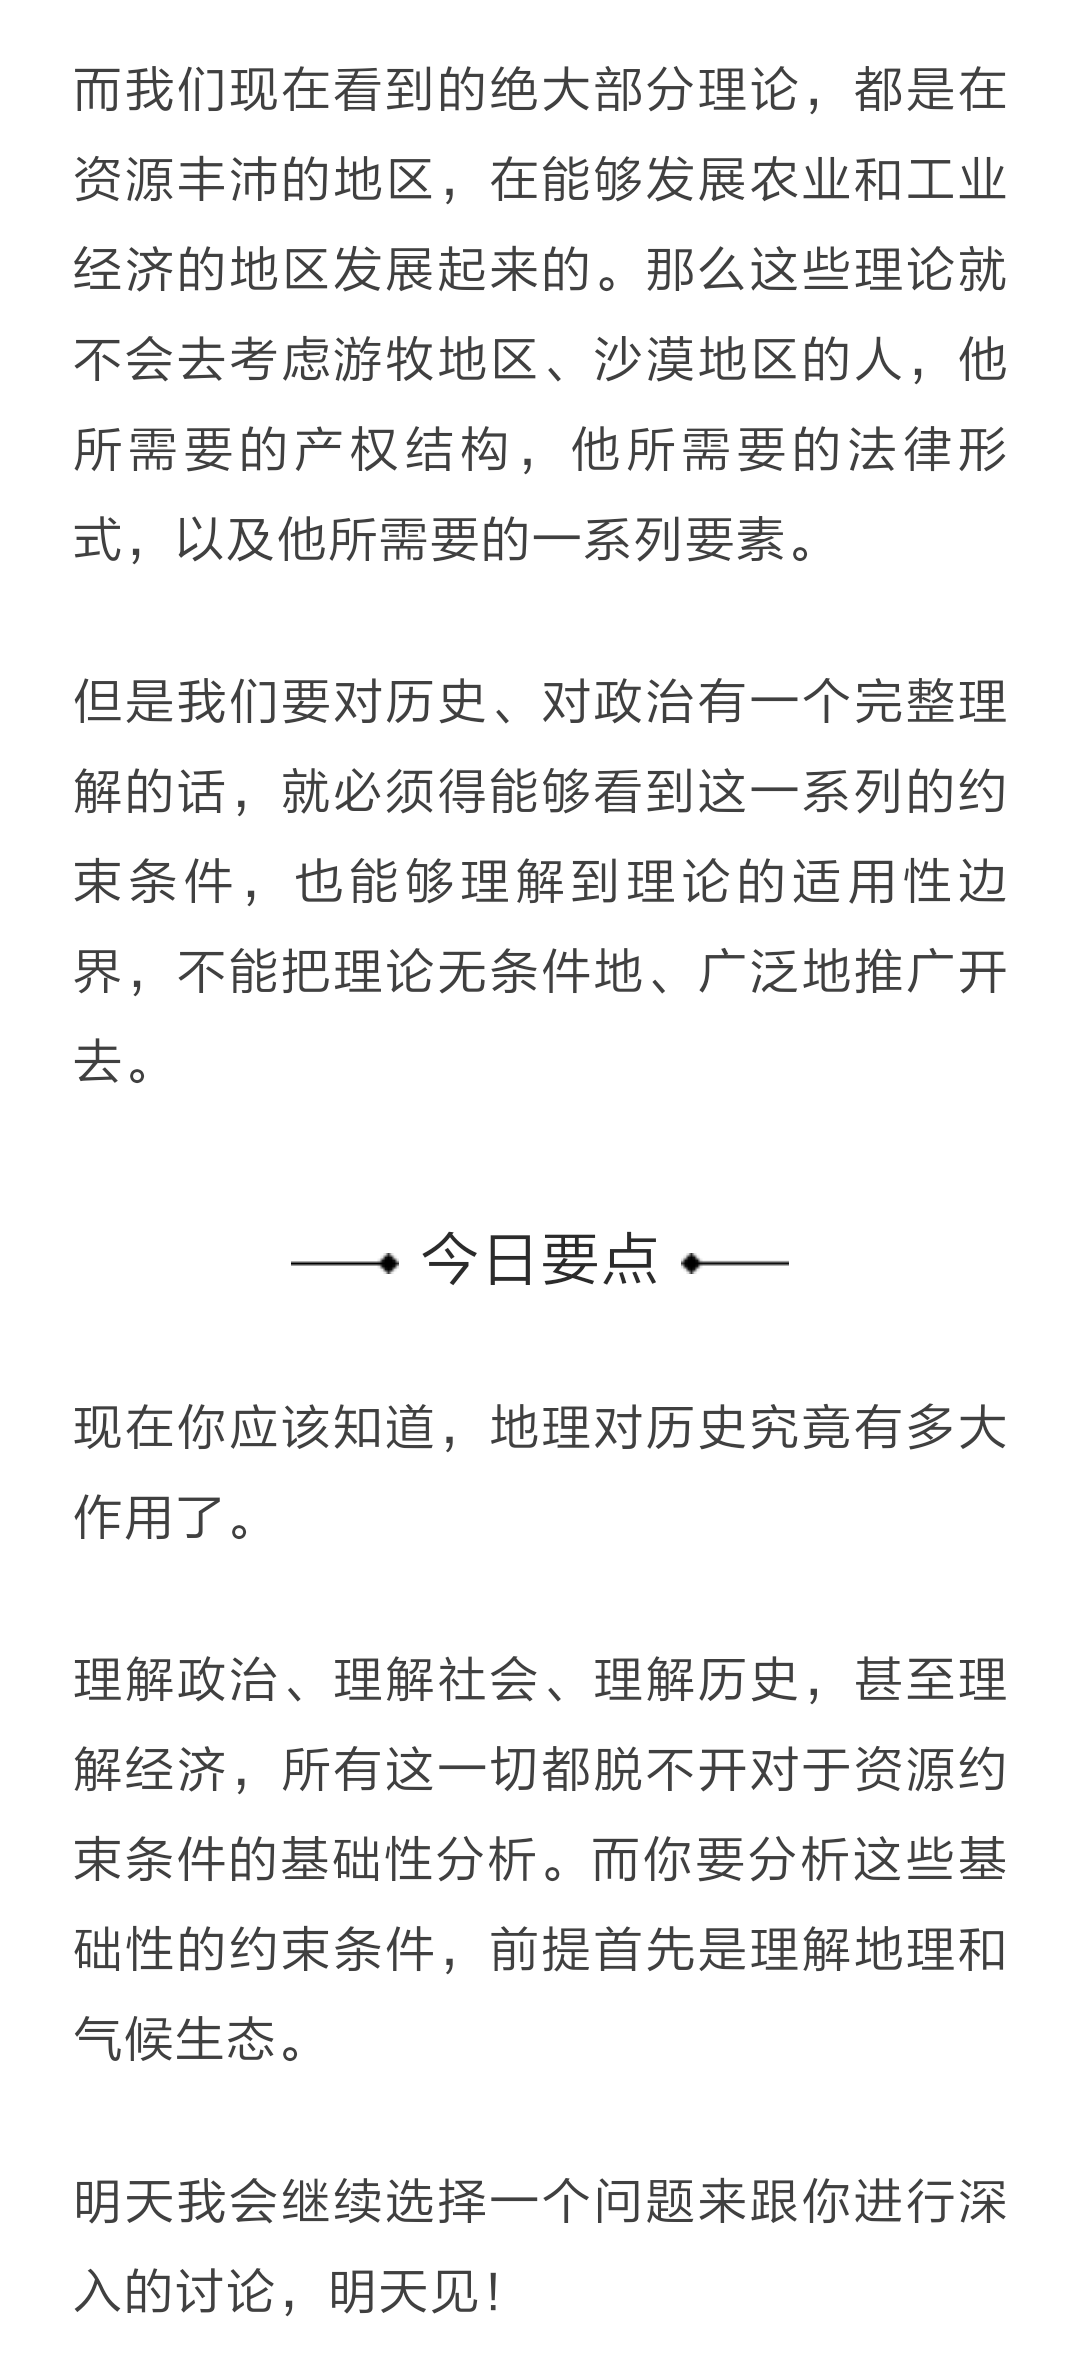 而我们现在看到的绝大部分理论，都是在
资源丰沛的地区，在能够发展农业和工业
经济的地区发展起来的。那么这些理论就
不会去考虑游牧地区、沙漠地区的人，他
所需要的产权结构，他所需要的法律形
式，以及他所需要的一系列要素。
但是我们要对历史、对政治有一个完整理
解的话，就必须得能够看到这一系列的约
束条件，也能够理解到理论的适用性边
界，不能把理论无条件地、广泛地推广开
去。
今日要点
现在你应该知道，地理对历史究竟有多大
作用了。
理解政治、理解社会、理解历史，甚至理
解经济，所有这一切都脱不开对于资源约
束条件的基础性分析。而你要分析这些基
础性的约束条件，前提首先是理解地理和
气候生态。
明天我会继续选择一个问题来跟你进行深
入的讨论，明天见！